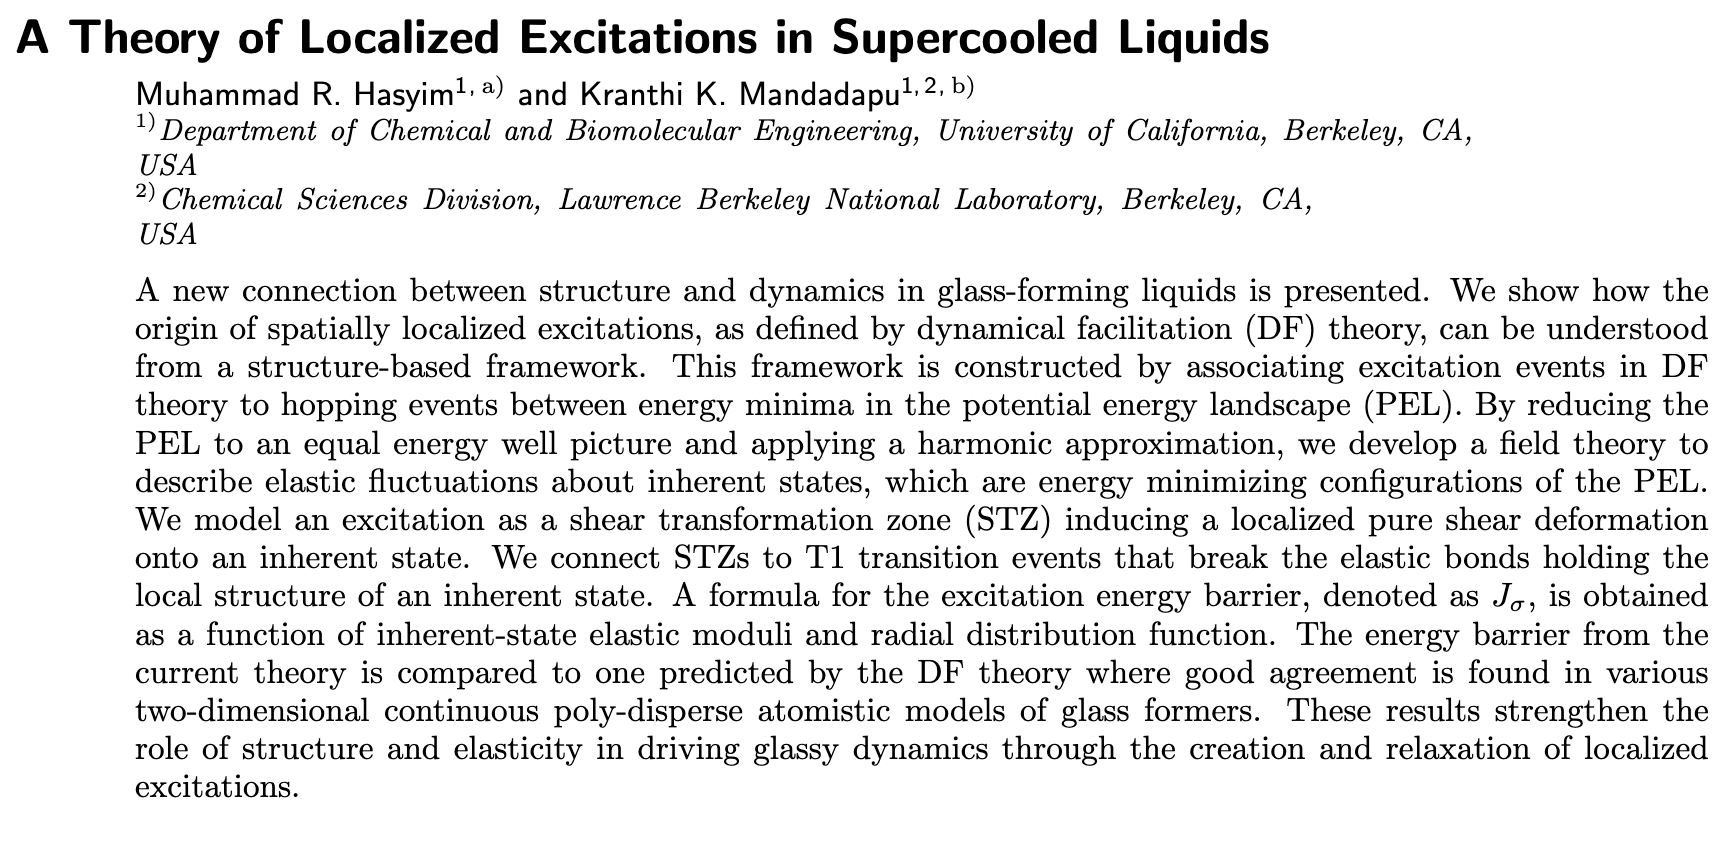 A Theory of Localized Excitations in Supercooled Liquids
Muhammad R. Hasyim1, a) and Kranthi K. Mandadapu1, 2, b)
1)Department of Chemical and Biomolecular Engineering, University of California, Berkeley, CA,
USA
2)Chemical Sciences Division, Lawrence Berkeley National Laboratory, Berkeley, CA,
USA
A new connection between structure and dynamics in glass-forming liquids is presented. We show how the
origin of spatially localized excitations, as defined by dynamical facilitation (DF) theory, can be understood
from a structure-based framework. This framework is constructed by associating excitation events in DF
theory to hopping events between energy minima in the potential energy landscape (PEL). By reducing the
PEL to an equal energy well picture and applying a harmonic approximation, we develop a field theory to
describe elastic fluctuations about inherent states, which are energy minimizing configurations of the PEL.
We model an excitation as a shear transformation zone (STZ) inducing a localized pure shear deformation
onto an inherent state. We connect STZs to T1 transition events that break the elastic bonds holding the
local structure of an inherent state. A formula for the excitation energy barrier, denoted as Jσ, is obtained
as a function of inherent-state elastic moduli and radial distribution function. The energy barrier from the
current theory is compared to one predicted by the DF theory where good agreement is found in various
two-dimensional continuous poly-disperse atomistic models of glass formers. These results strengthen the
role of structure and elasticity in driving glassy dynamics through the creation and relaxation of localized
excitations.